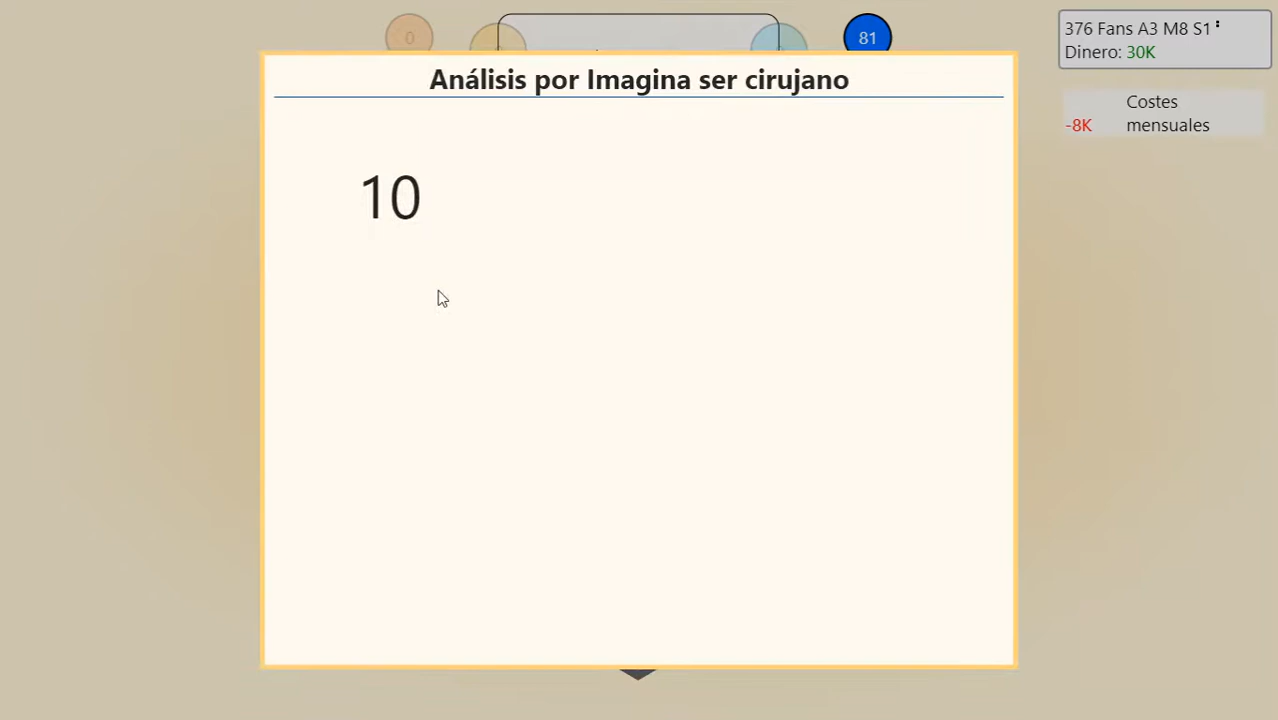 0
81
376 Fans A3 M8 S1
Dinero: 30K
Análisis por Imagina ser cirujano
Costes
-8K mensuales
10